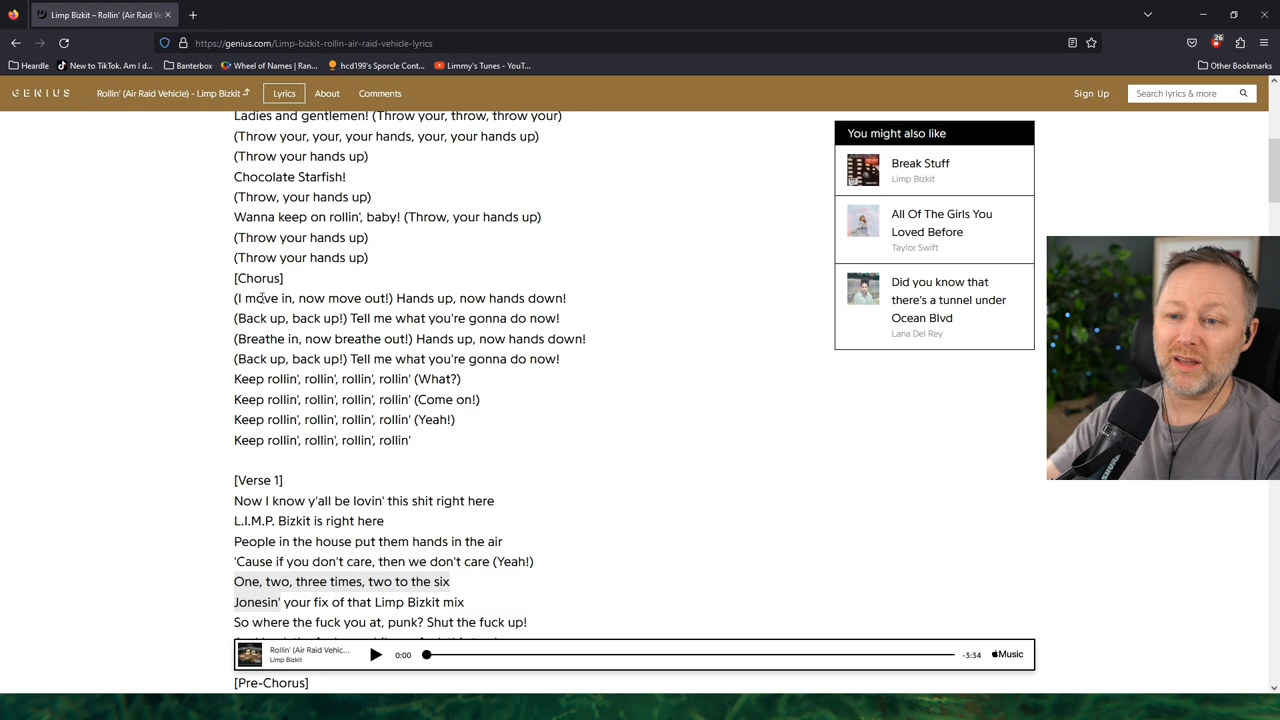 Limp Bizkit – Rollin' (Air Raid Ve
https://genius.com/Limp-bizkit-rollin-air-raid-vehicle-lyrics
26
Heardle
New to TikTok. Am I d...
Banterbox
Wheel of Names | Ran...
hcd199's Sporcle Cont...
Limmy's Tunes - YouT...
Other Bookmarks
GENIUS
Rollin' (Air Raid Vehicle) - Limp Bizkit
Lyrics
About
Comments
Sign Up
Search lyrics & more
Ladies and gentlemen! (Throw your, throw, throw your)
(Throw your, your, your hands, your, your hands up)
(Throw your hands up)
Chocolate Starfish!
(Throw, your hands up)
Wanna keep on rollin', baby! (Throw, your hands up)
(Throw your hands up)
(Throw your hands up)
[Chorus]
(I move in, now move out!) Hands up, now hands down!
(Back up, back up!) Tell me what you're gonna do now!
(Breathe in, now breathe out!) Hands up, now hands down!
(Back up, back up!) Tell me what you're gonna do now!
Keep rollin', rollin', rollin', rollin' (What?)
Keep rollin', rollin', rollin', rollin' (Come on!)
Keep rollin', rollin', rollin', rollin' (Yeah!)
Keep rollin', rollin', rollin', rollin'
[Verse 1]
Now I know y'all be lovin' this shit right here
L.I.M.P. Bizkit is right here
People in the house put them hands in the air
'Cause if you don't care, then we don't care (Yeah!)
One, two, three times, two to the six
Jonesin' your fix of that Limp Bizkit mix
So where the fuck you at, punk? Shut the fuck up!
[Pre-Chorus]
You might also like
Break Stuff
Limp Bizkit
All Of The Girls You
Loved Before
Taylor Swift
Did you know that
there's a tunnel under
Ocean Blvd
Lana Del Rey
Rollin' (Air Raid Vehic...
Limp Bizkit
0:00
-3:34
Music
SHURE